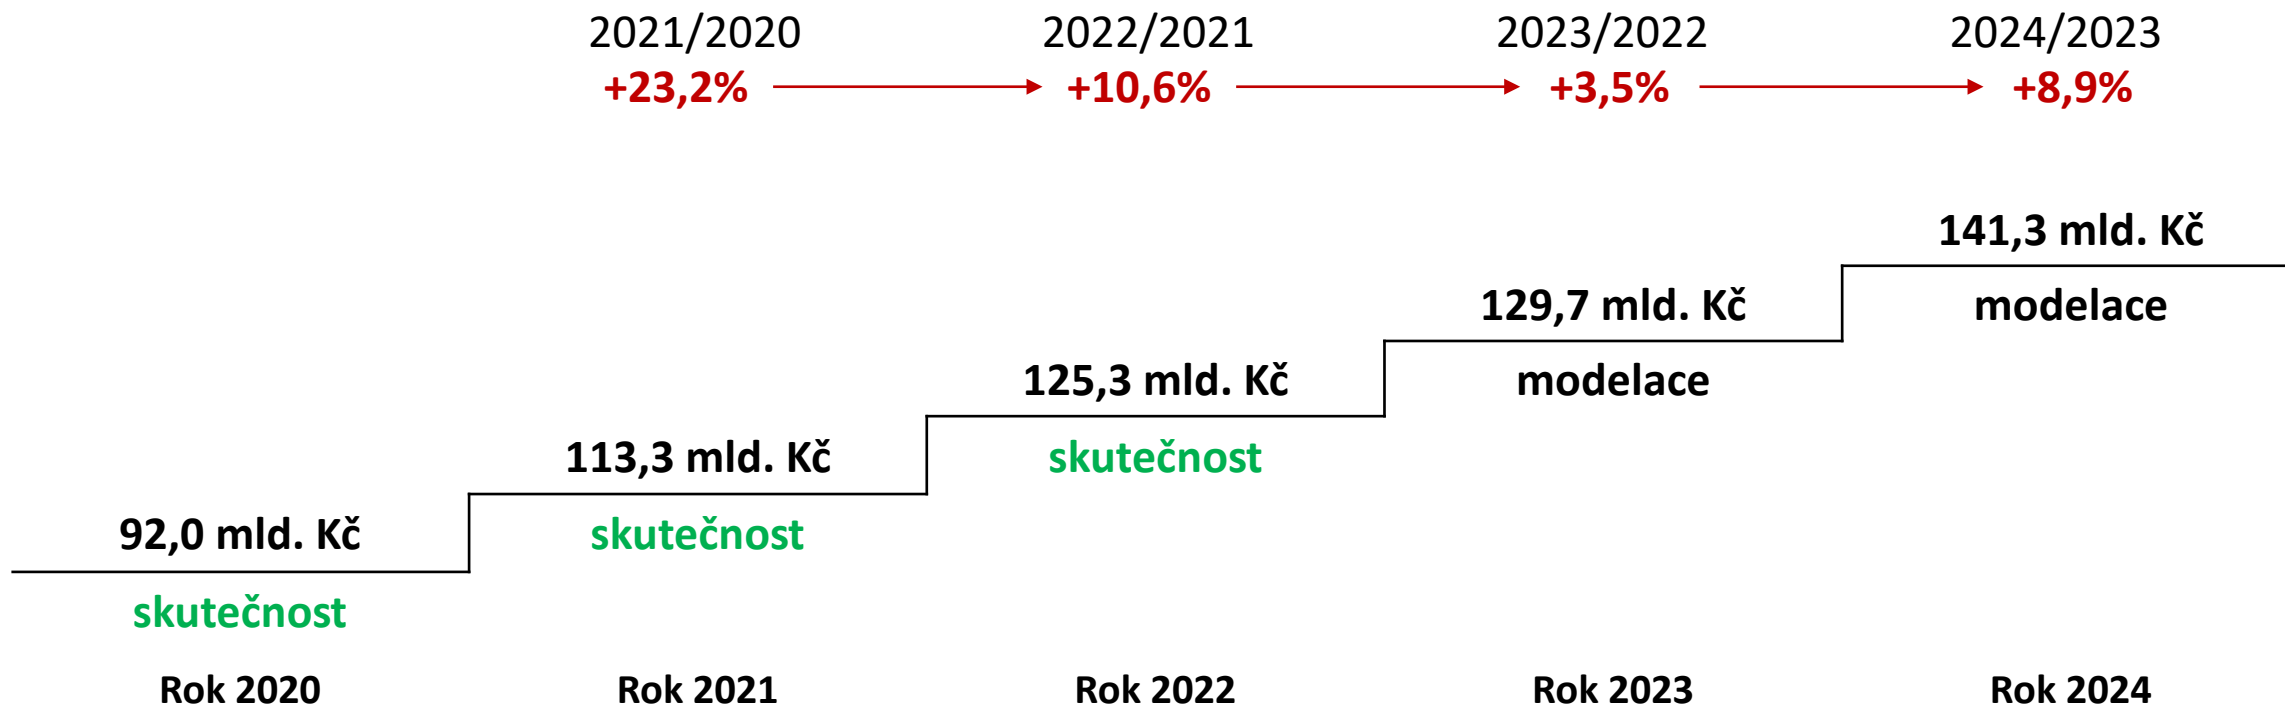 2021/2020 2022/2021 2023/2022 2024/2023
+23,2% +10,6% +3,5% +8,9%
141,3 mld. Kč
129,7 mld. Kč modelace
125,3 mld. Kč modelace
113,3 mld. Kč skutečnost
92,0 mld. Kč skutečnost
skutečnost
Rok 2020 Rok 2021 Rok 2022 Rok 2023 Rok 2024